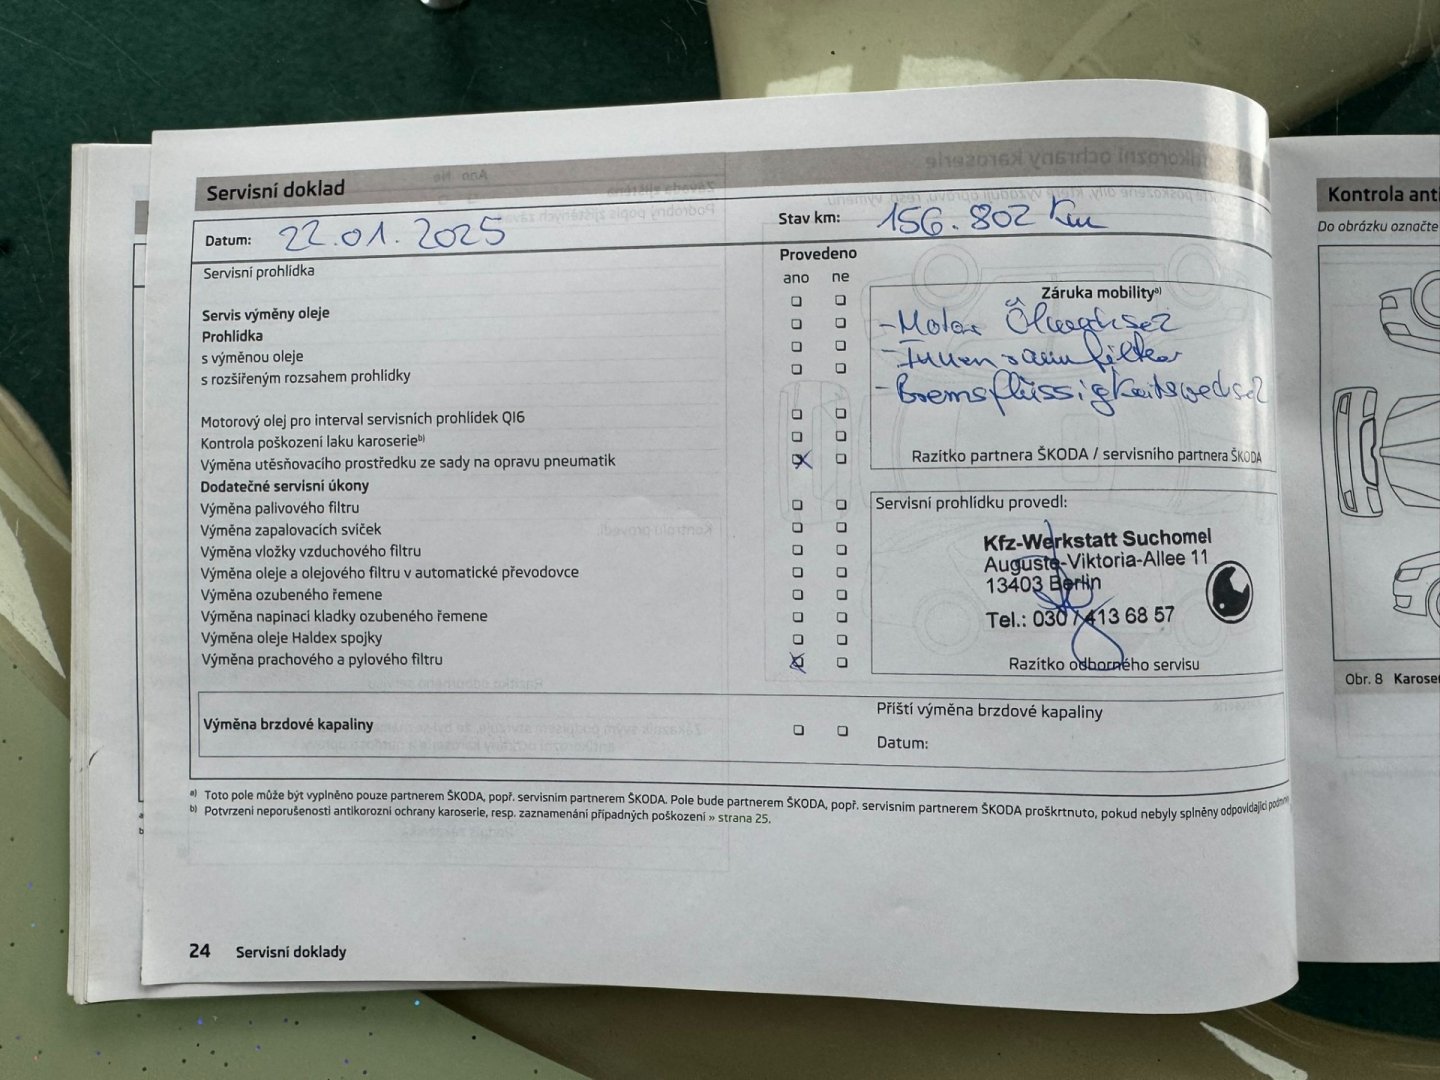 Servisní doklad
Datum: 22.01.2025
Stav km: 156.802 Km
Servisní prohlídka
Provedeno
ano ne
Servis výměny oleje
Prohlídka
s výměnou oleje
s rozšířeným rozsahem prohlídky
Motorový olej pro interval servisních prohlídek QI6
Kontrola poškození laku karoserie b)
Výměna utěsňovacího prostředku ze sady na opravu pneumatik
Dodatečné servisní úkony
Výměna palivového filtru
Výměna zapalovacích svíček
Výměna vložky vzduchového filtru
Výměna oleje a olejového filtru v automatické převodovce
Výměna ozubeného řemene
Výměna napínací kladky ozubeného řemene
Výměna oleje Haldex spojky
Výměna prachového a pylového filtru
Záruka mobility a)
- Motor Ölwechsel
- Innenraumfilter
- Bremsflüssigkeitswechsel
Razítko partnera ŠKODA / servisního partnera ŠKODA
Servisní prohlídku provedl:
Kfz-Werkstatt Suchomel
Auguste-Viktoria-Allee 11
13403 Berlin
Tel.: 030 / 413 68 57
Razítko odborného servisu
Výměna brzdové kapaliny
Příští výměna brzdové kapaliny
Datum:
a) Toto pole může být vyplněno pouze partnerem ŠKODA, popř. servisním partnerem ŠKODA. Pole bude partnerem ŠKODA, popř. servisním partnerem ŠKODA proškrtnuto, pokud nebyly splněny odpovídající
b) Potvrzení neporušenosti antikorozní ochrany karoserie, resp. zaznamenání případných poškození » strana 25.
24 Servisní doklady
Kontrola anti
Do obrázku označte
Obr. 8 Karoser